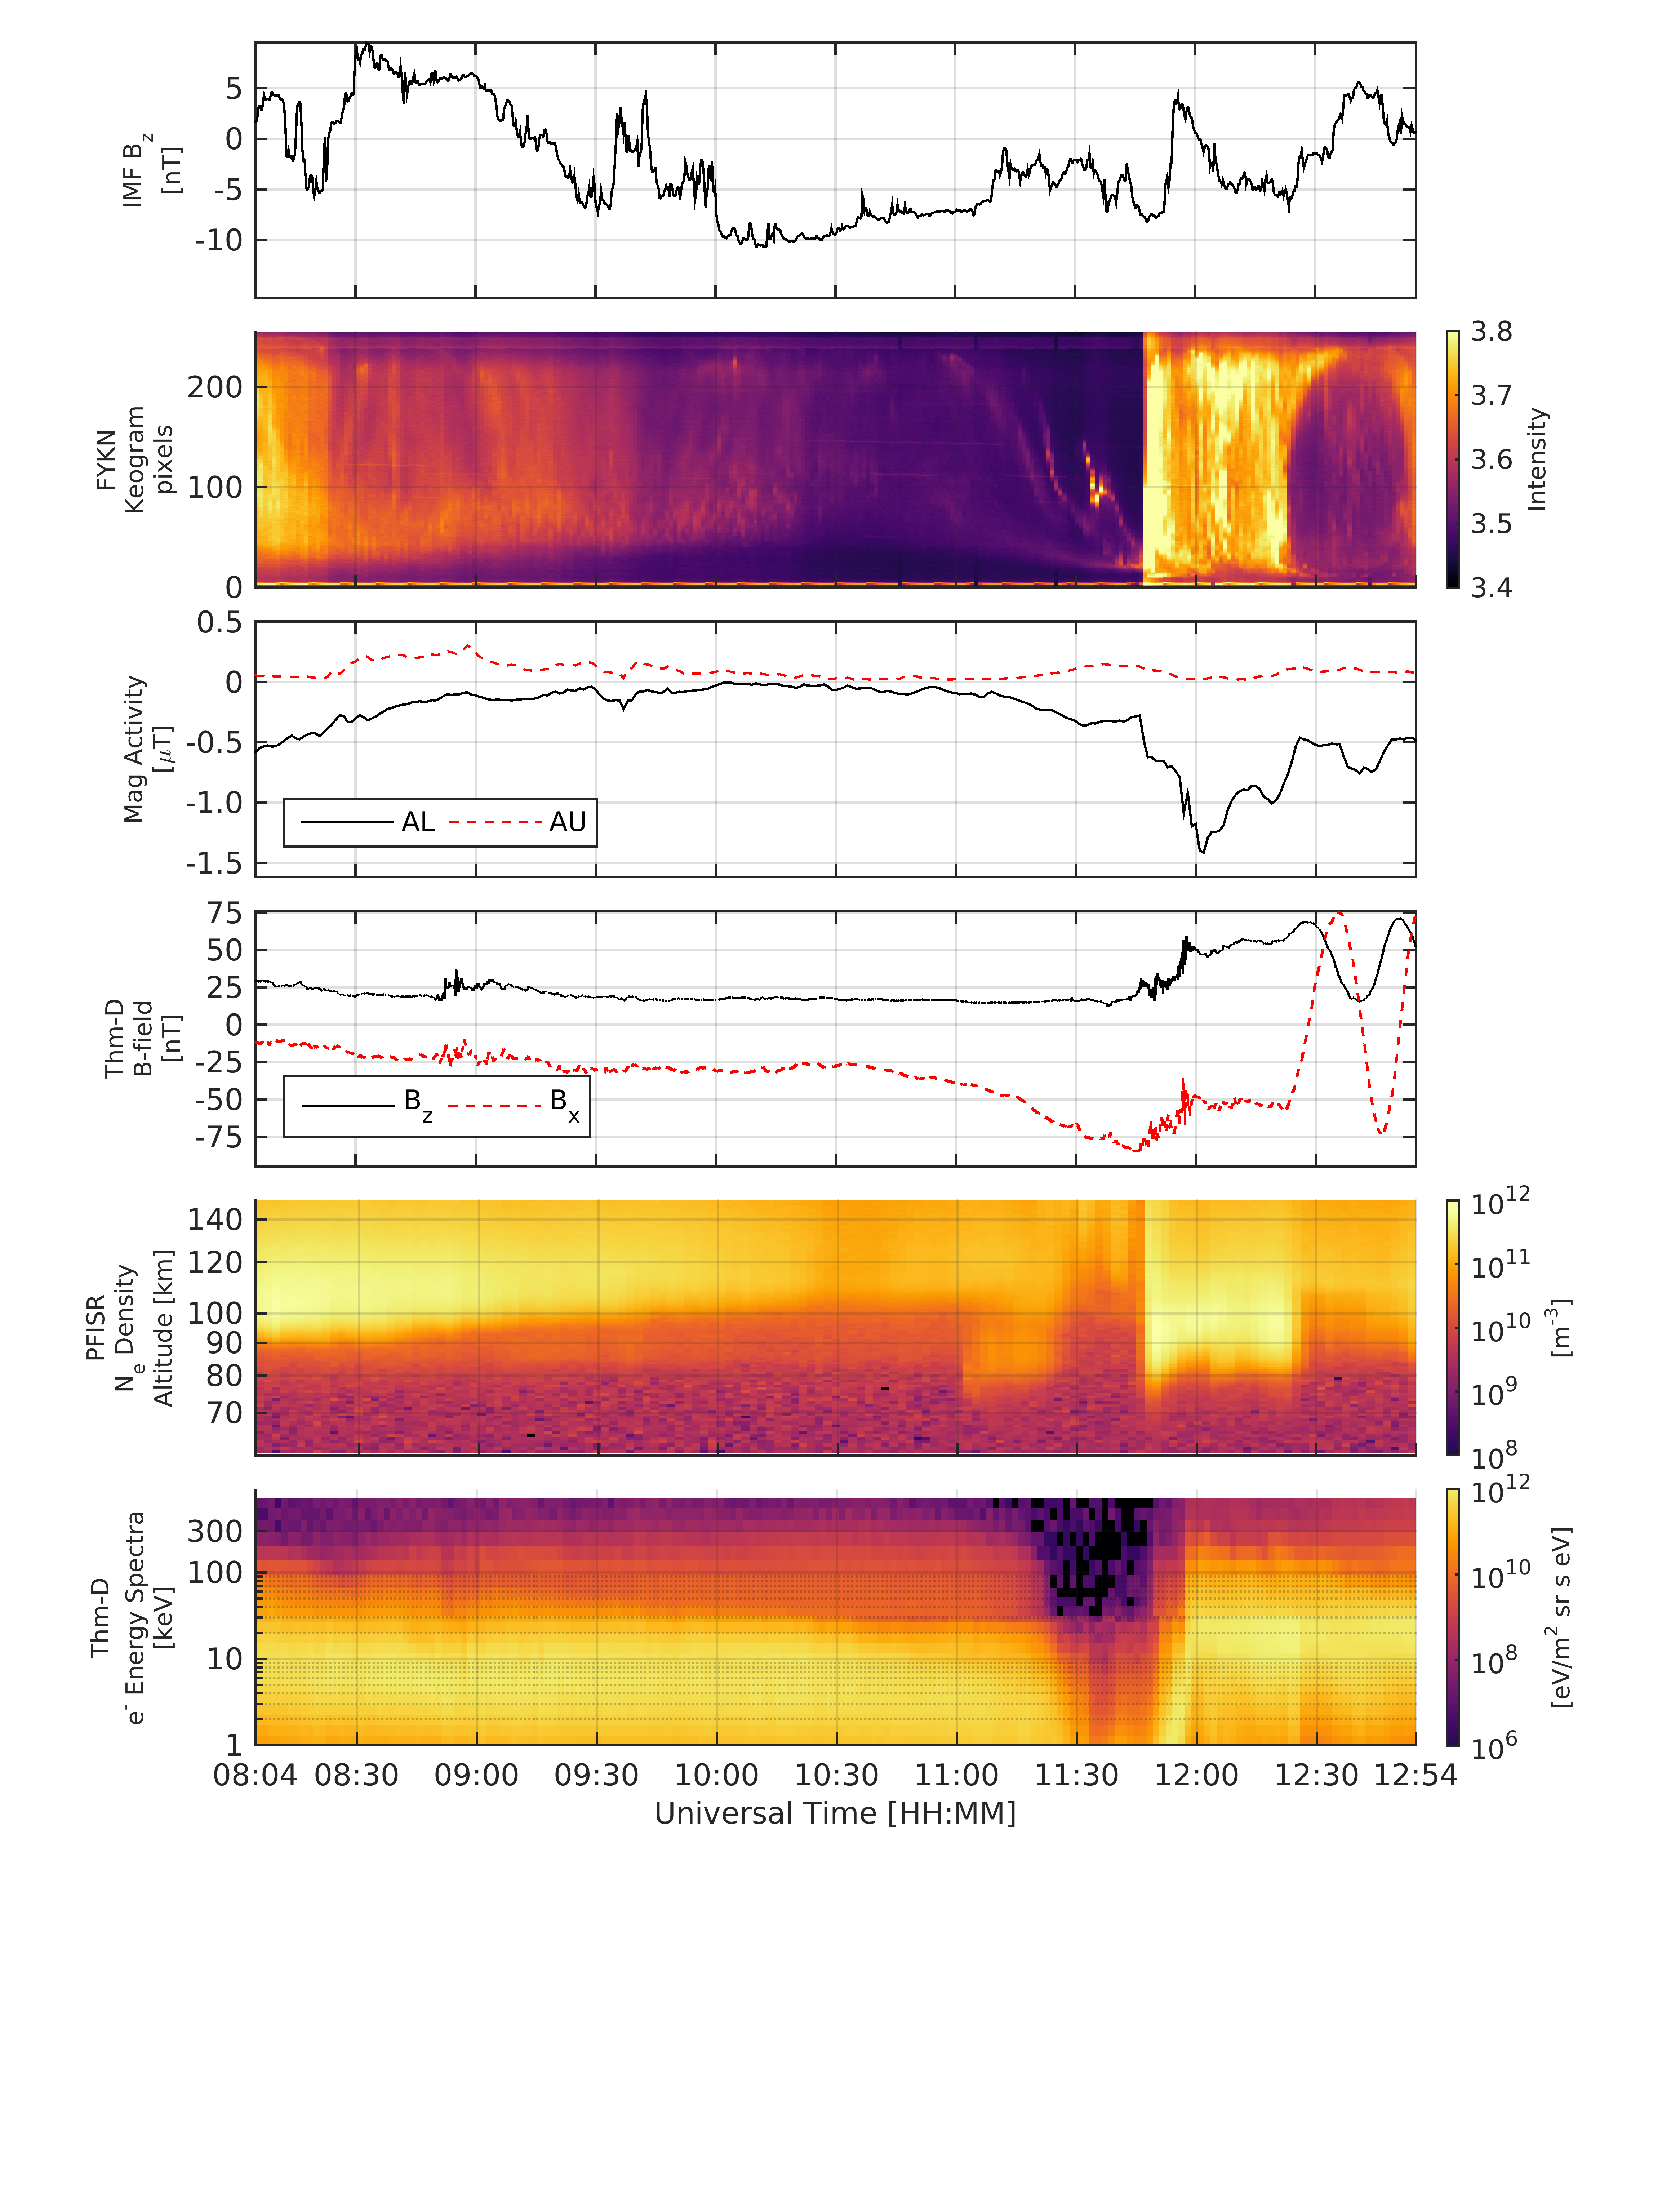 IMF Bz
[nT]
5
0
-5
-10
FYKN
Keogram
pixels
200
100
0
3.8
3.7
3.6
3.5
3.4
Intensity
Mag Activity
[μT]
0.5
0
-0.5
-1.0
-1.5
AL AU
Thm-D
B-field
[nT]
75
50
25
0
-25
-50
-75
Bz Bx
PFISR
Ne Density
Altitude [km]
140
120
100
90
80
70
10^12
10^11
10^10
10^9
10^8
[m^-3]
Thm-D
e^- Energy Spectra
[keV]
300
100
10
1
10^12
10^10
10^8
10^6
[eV/m^2 sr s eV]
08:04 08:30 09:00 09:30 10:00 10:30 11:00 11:30 12:00 12:30 12:54
Universal Time [HH:MM]